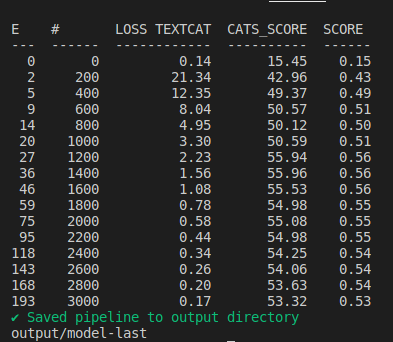 E    #       LOSS TEXTCAT  CATS_SCORE  SCORE
---  ------  ------------  ----------  ------
  0       0          0.14       15.45    0.15
  2     200         21.34       42.96    0.43
  5     400         12.35       49.37    0.49
  9     600          8.04       50.57    0.51
 14     800          4.95       50.12    0.50
 20    1000          3.30       50.59    0.51
 27    1200          2.23       55.94    0.56
 36    1400          1.56       55.96    0.56
 46    1600          1.08       55.53    0.56
 59    1800          0.78       54.98    0.55
 75    2000          0.58       55.08    0.55
 95    2200          0.44       54.98    0.55
118    2400          0.34       54.25    0.54
143    2600          0.26       54.06    0.54
168    2800          0.20       53.63    0.54
193    3000          0.17       53.32    0.53
✔ Saved pipeline to output directory
output/model-last